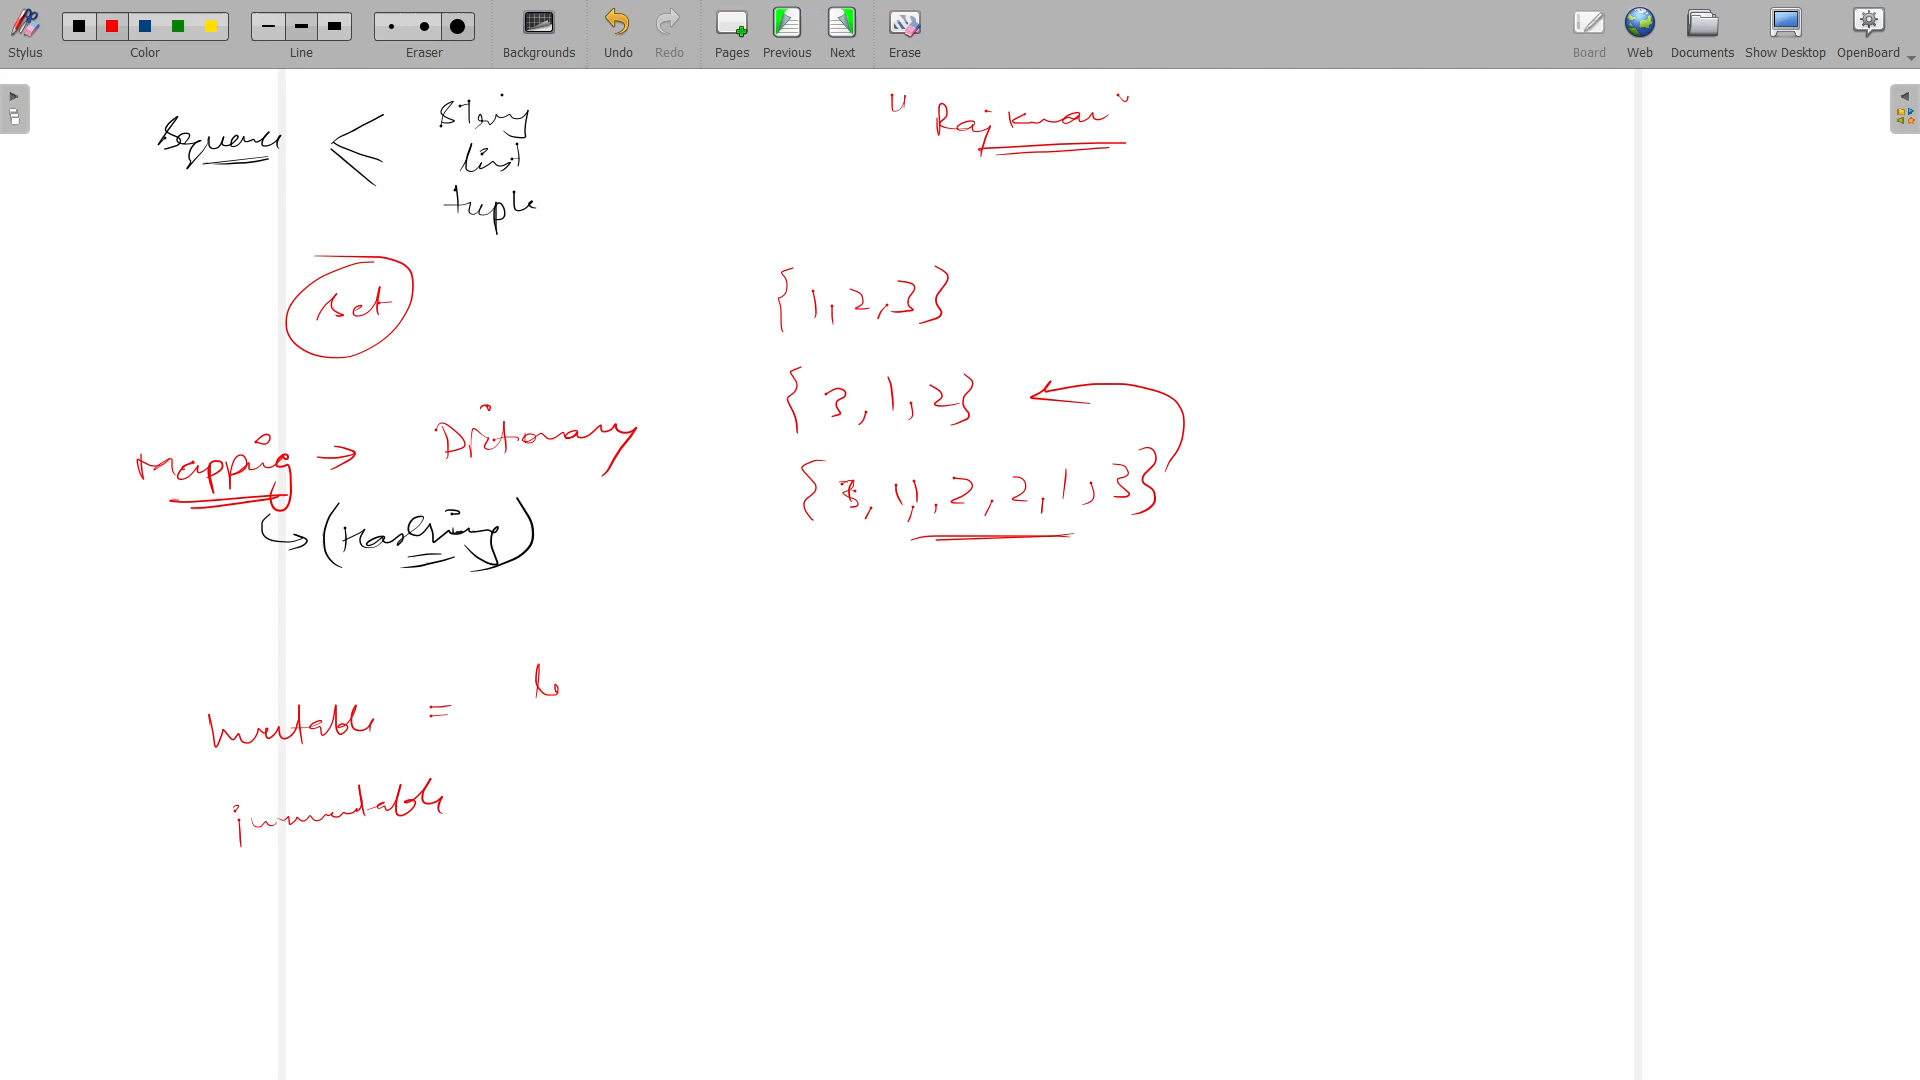 Stylus Color Line Eraser Backgrounds Undo Redo Pages Previous Next Erase Board Web Documents Show Desktop OpenBoard
Sequence
String
list
tuple
"Rajkumar"
set
{1,2,3}
{3,1,2}
{3,1,2,2,1,3}
Mapping → Dictionary
(Hashing)
mutable =
immutable